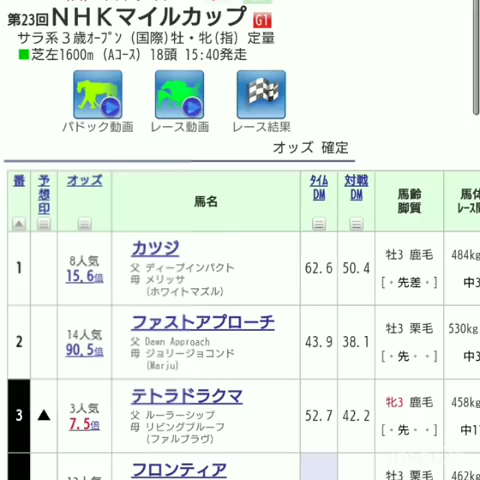 第23回NHKマイルカップ G1
サラ系3歳オープン (国際)牡・牝(指) 定量
芝左1600m (Aコース) 18頭 15:40発走
パドック動画 レース動画 レース結果
オッズ 確定
番 予想印 オッズ 馬名 タイムDM 対戦DM 馬齢 脚質 馬体 レース間
1 8人気 15.6倍 カツジ 62.6 50.4 牡3 鹿毛 484kg
父 ディープインパクト
母 メリッサ [・先差・] 中3
(ホワイトマズル)
2 14人気 90.5倍 ファストアプローチ 43.9 38.1 牡3 栗毛 530kg
父 Dawn Approach
母 ジョリージョコンド [・先・・] 中3
(Marju)
3 ▲ 3人気 7.5倍 テトラドラクマ 52.7 42.2 牝3 鹿毛 458kg
父 ルーラーシップ
母 リビングプルーフ [・先・・] 中1
(ファルブラヴ)
フロンティア
牡3 栗毛 462kg